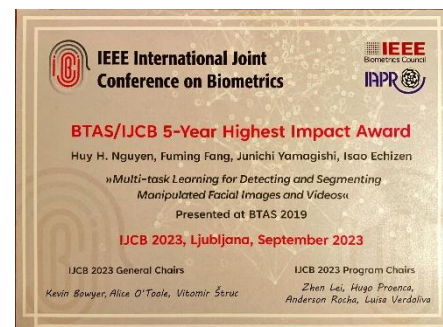 IEEE International Joint
Conference on Biometrics
IEEE
Biometrics Council
IAPR
BTAS/IJCB 5-Year Highest Impact Award
Huy H. Nguyen, Fuming Fang, Junichi Yamagishi, Isao Echizen
»Multi-task Learning for Detecting and Segmenting
Manipulated Facial Images and Videos«
Presented at BTAS 2019
IJCB 2023, Ljubljana, September 2023
IJCB 2023 General Chairs
Kevin Bowyer, Alice O'Toole, Vitomir Štruc
IJCB 2023 Program Chairs
Zhen Lei, Hugo Proenca,
Anderson Rocha, Luisa Verdoliva